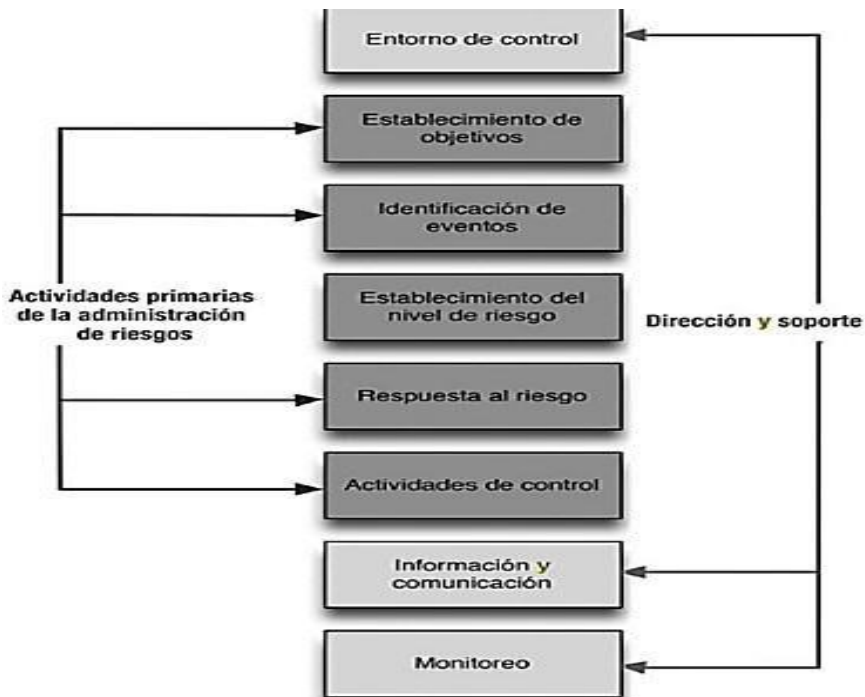 Entorno de control
Establecimiento de
objetivos
Identificación de
eventos
Actividades primarias
de la administración
de riesgos
Establecimiento del
nivel de riesgo
Dirección y soporte
Respuesta al riesgo
Actividades de control
Información y
comunicación
Monitoreo